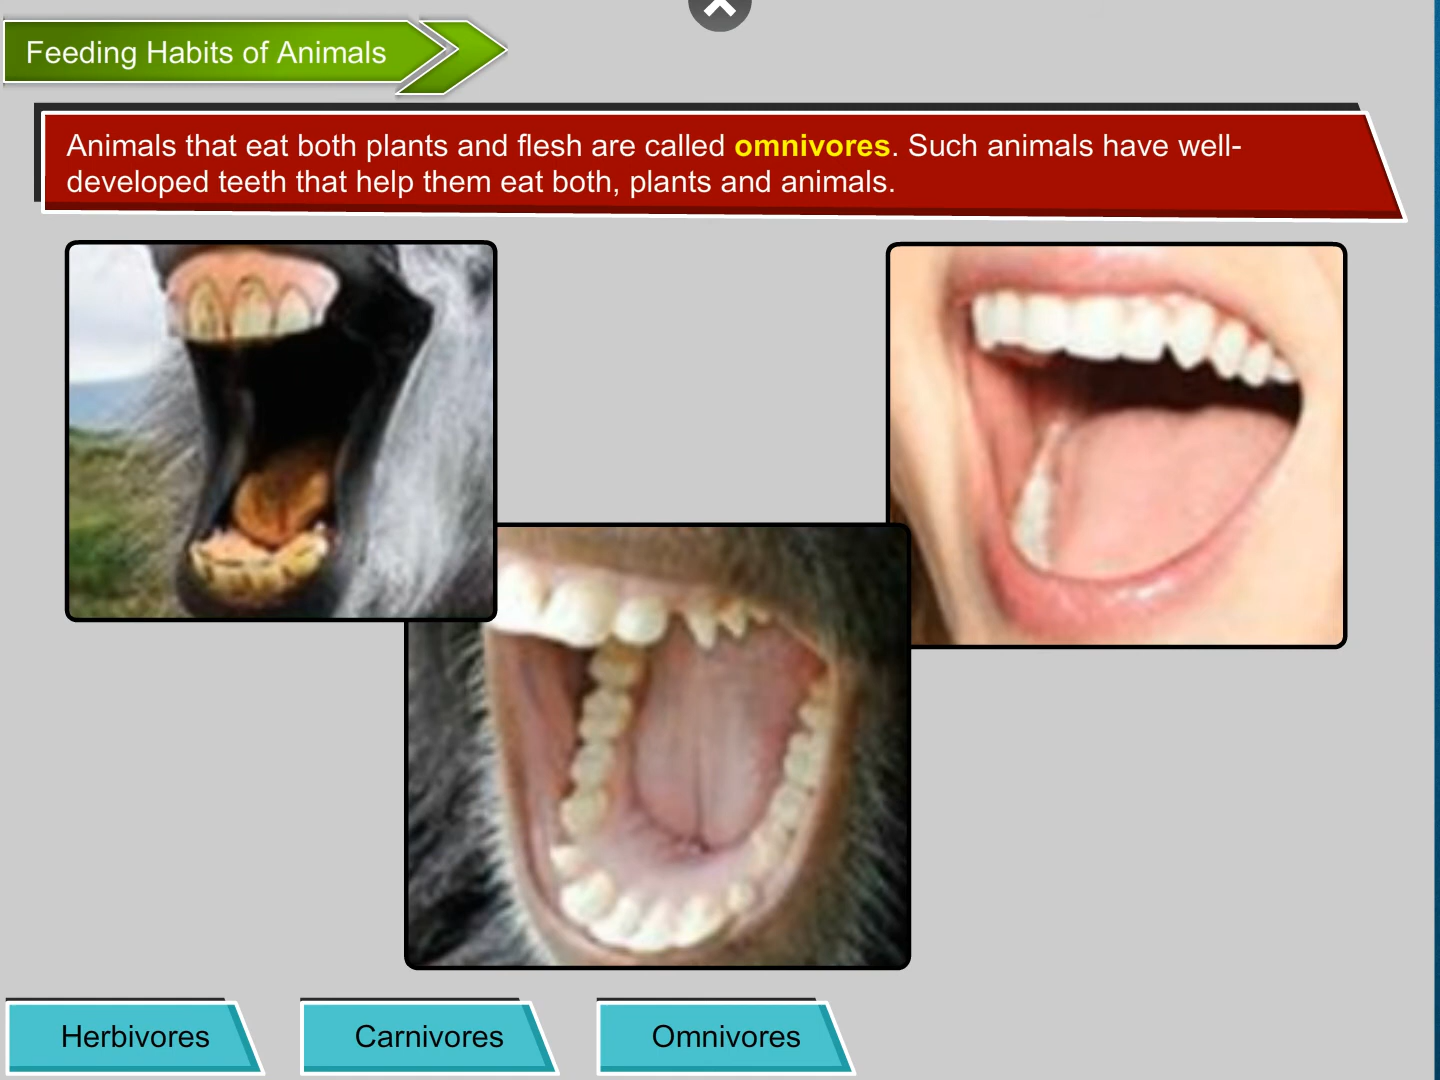 Feeding Habits of Animals
Animals that eat both plants and flesh are called omnivores. Such animals have well-
developed teeth that help them eat both, plants and animals.
Herbivores
Carnivores
Omnivores